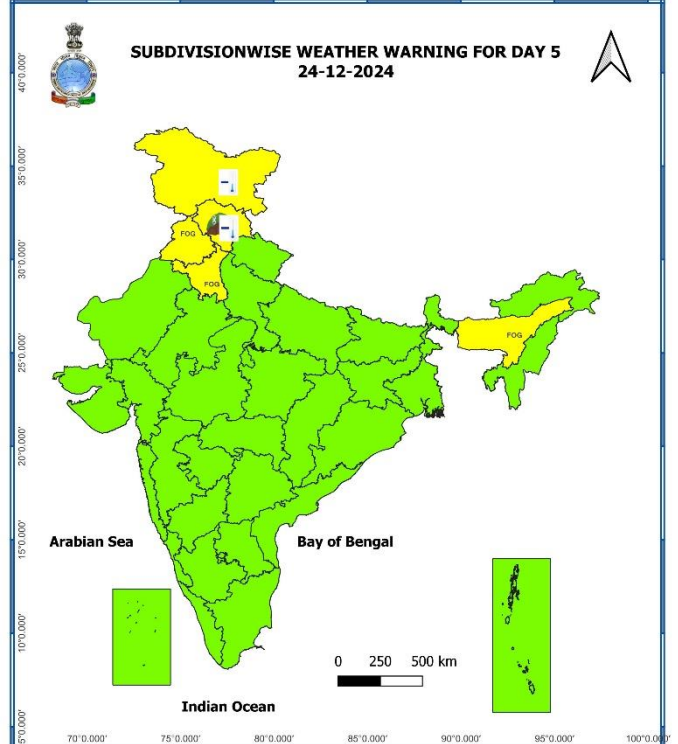 SUBDIVISIONWISE WEATHER WARNING FOR DAY 5
24-12-2024
40°0.000'
35°0.000'
30°0.000'
25°0.000'
20°0.000'
15°0.000'
10°0.000'
5°0.000'
FOG
FOG
FOG
Arabian Sea
Bay of Bengal
0 250 500 km
Indian Ocean
70°0.000' 75°0.000' 80°0.000' 85°0.000' 90°0.000' 95°0.000' 100°0.000'